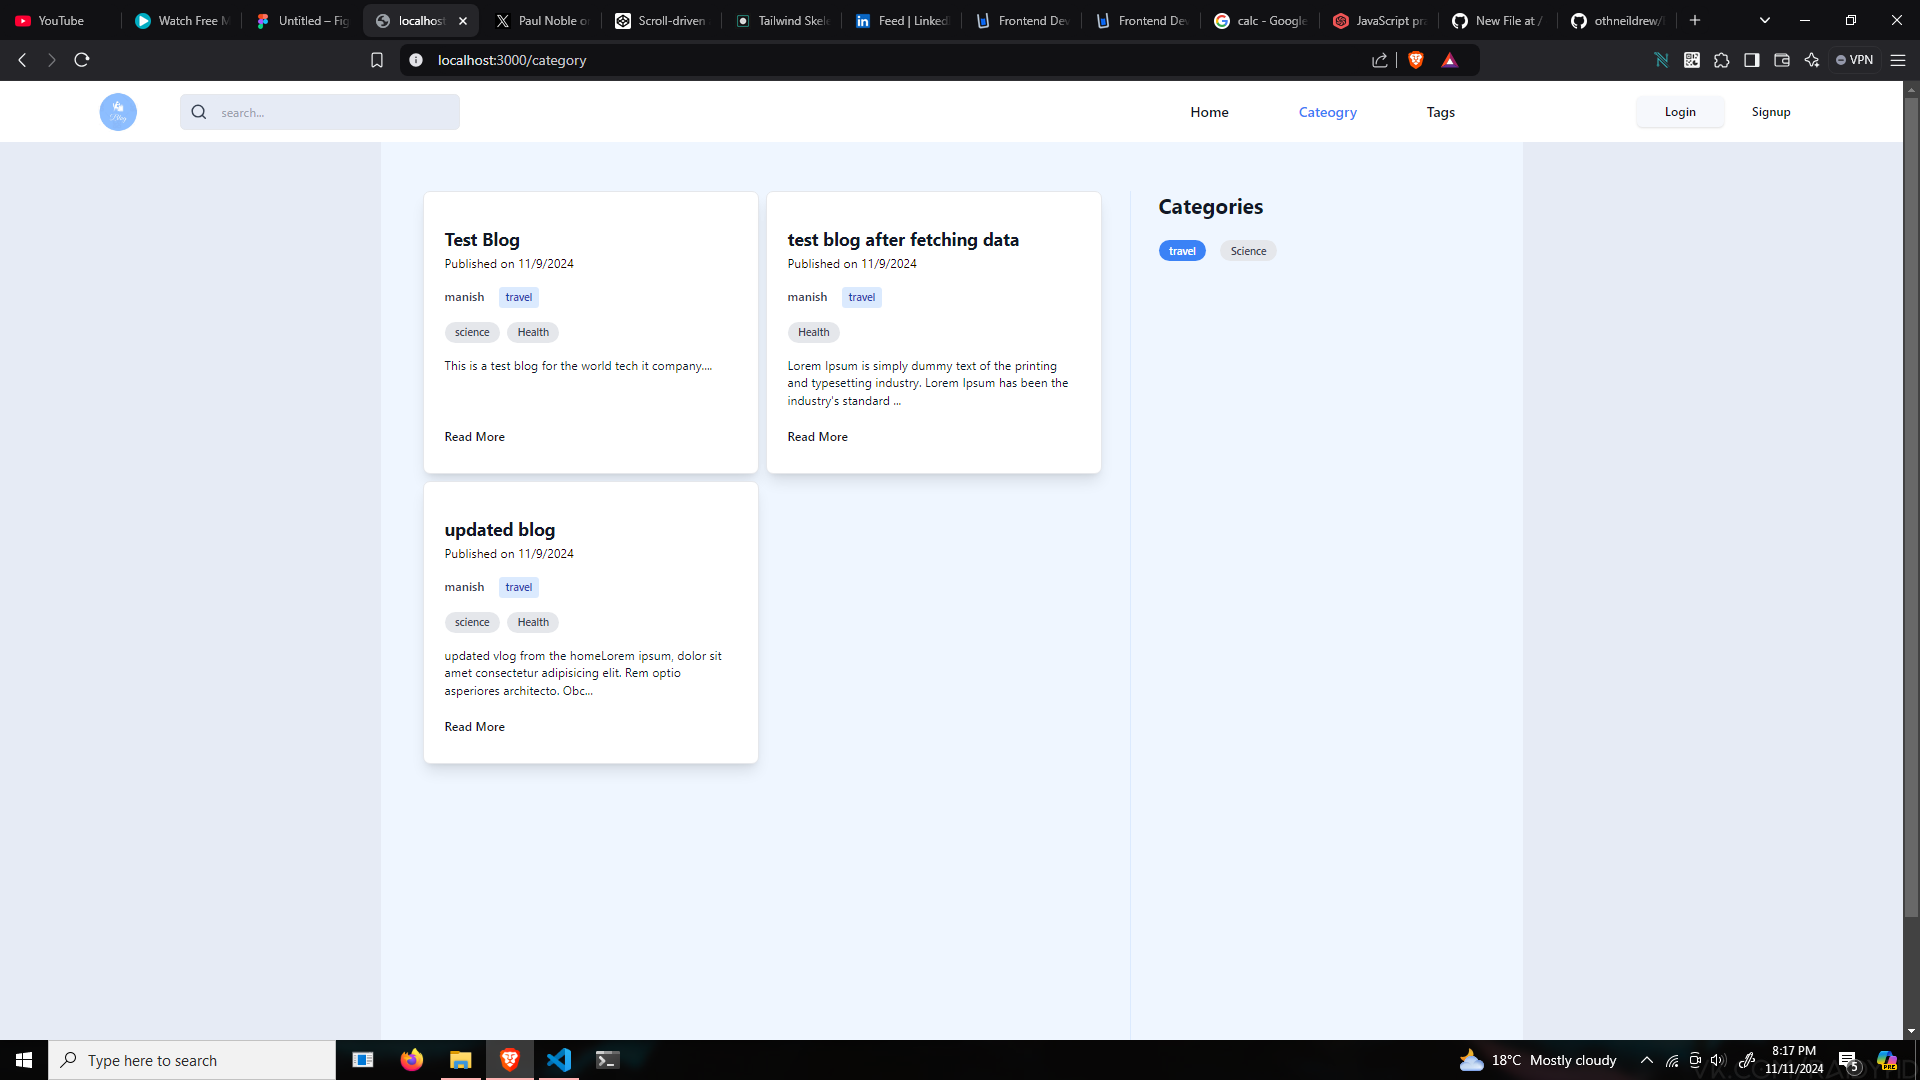 YouTube
Watch Free M
Untitled – Fig
localhost
Paul Noble o
Scroll-driven
Tailwind Skele
Feed | LinkedI
Frontend Dev
Frontend Dev
calc - Google
JavaScript pra
New File at /
othneildrew/
localhost:3000/category
VPN
Blog
search...
Home
Cateogry
Tags
Login
Signup
Test Blog
Published on 11/9/2024
manish travel
science Health
This is a test blog for the world tech it company....
Read More
test blog after fetching data
Published on 11/9/2024
manish travel
Health
Lorem Ipsum is simply dummy text of the printing
and typesetting industry. Lorem Ipsum has been the
industry's standard ...
Read More
updated blog
Published on 11/9/2024
manish travel
science Health
updated vlog from the homeLorem ipsum, dolor sit
amet consectetur adipisicing elit. Rem optio
asperiores architecto. Obc...
Read More
Categories
travel Science
Type here to search
18°C Mostly cloudy
8:17 PM
11/11/2024
5
PRE